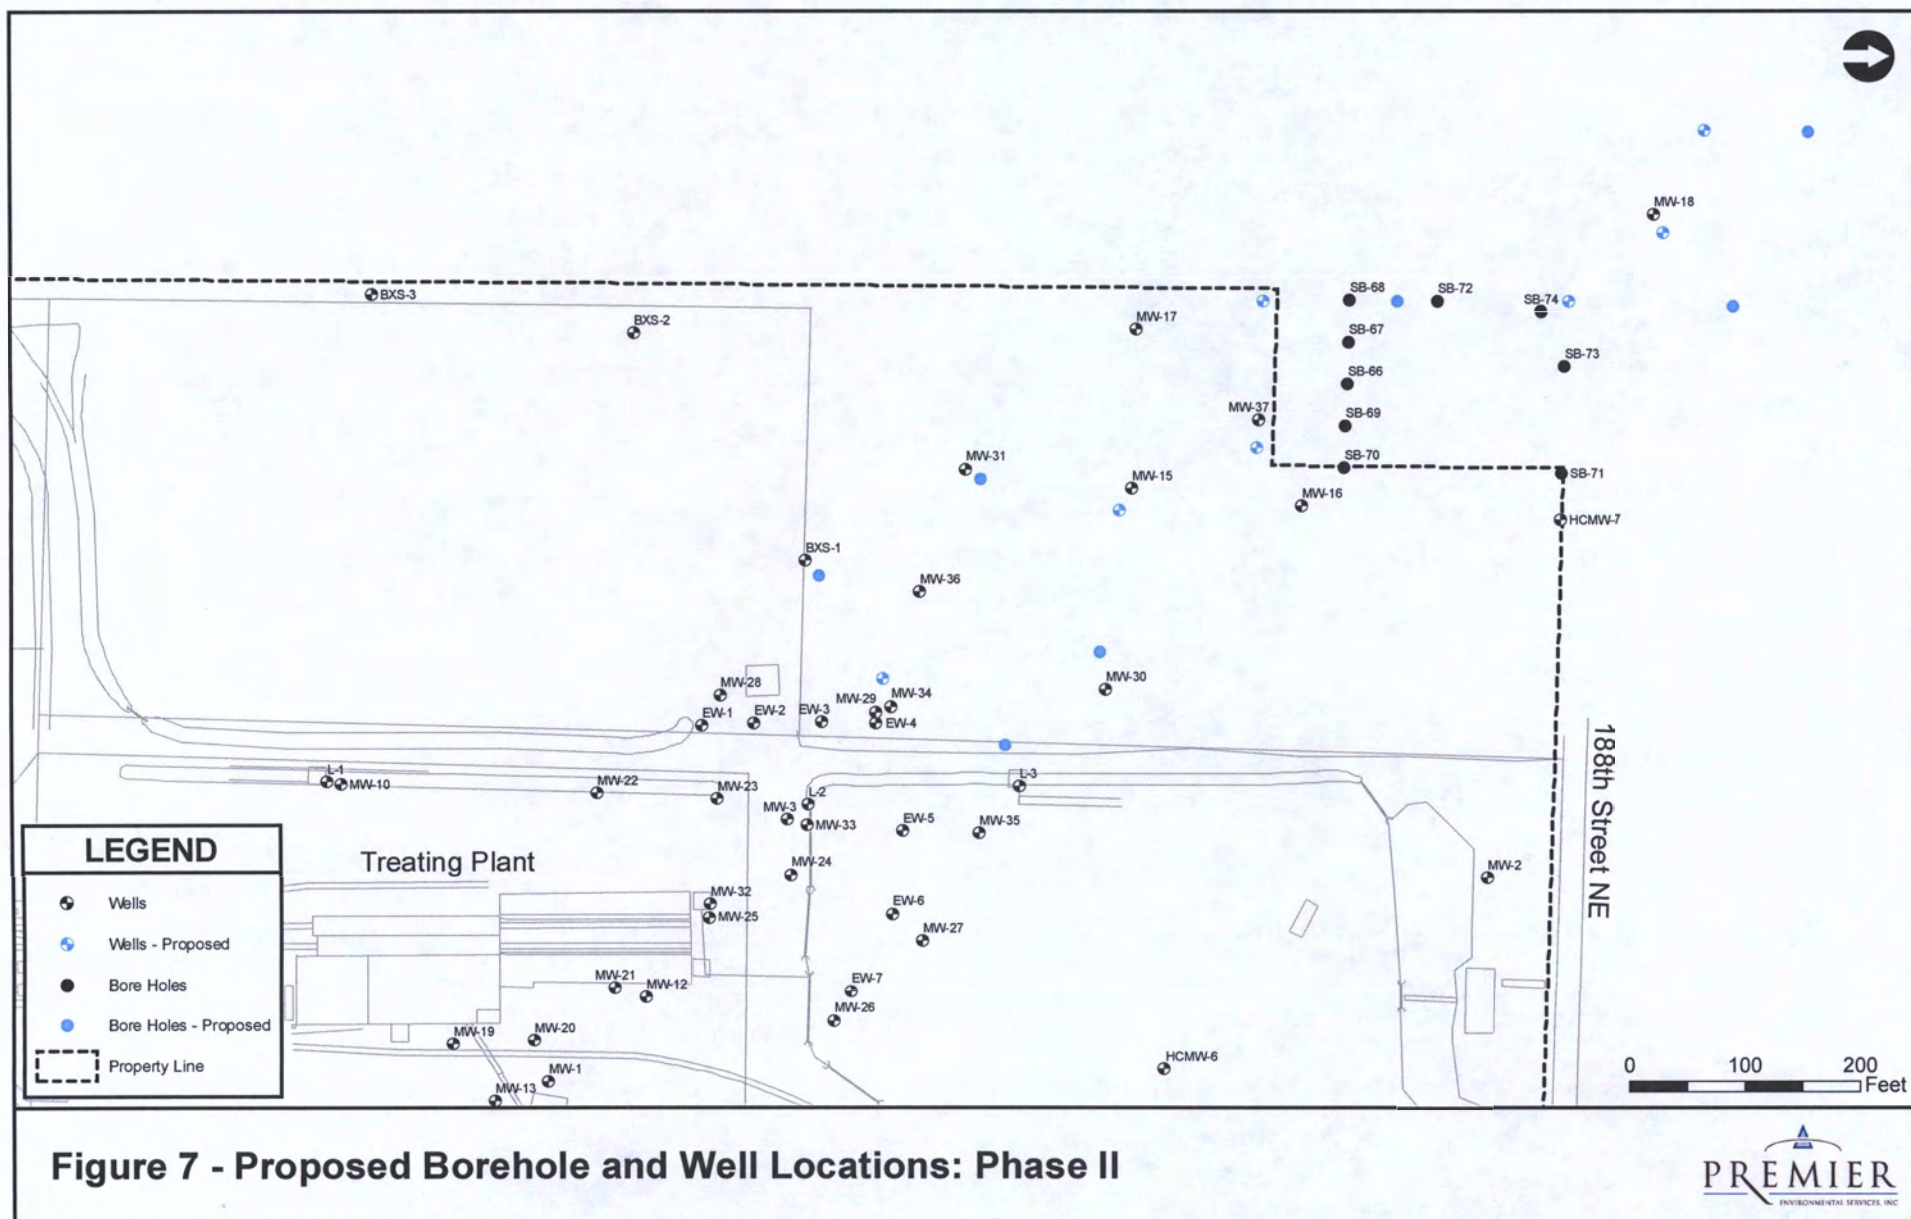 MW-18
BXS-3
BXS-2
MW-17
SB-68
SB-72
SB-74
SB-67
SB-73
SB-66
MW-37
SB-69
MW-31
SB-70
MW-15
SB-71
MW-16
HCMW-7
BXS-1
MW-36
MW-28
MW-30
MW-29
MW-34
EW-1
EW-2
EW-3
EW-4
188th Street NE
L-1
MW-10
MW-22
MW-23
L-2
L-3
MW-3
MW-33
EW-5
MW-35
MW-24
MW-2
Treating Plant
MW-32
MW-25
EW-6
MW-27
MW-21
MW-12
EW-7
MW-26
MW-19
MW-20
MW-1
MW-13
HCMW-6
LEGEND
Wells
Wells - Proposed
Bore Holes
Bore Holes - Proposed
Property Line
0 100 200
Feet
Figure 7 - Proposed Borehole and Well Locations: Phase II
PREMIER
ENVIRONMENTAL SERVICES, INC